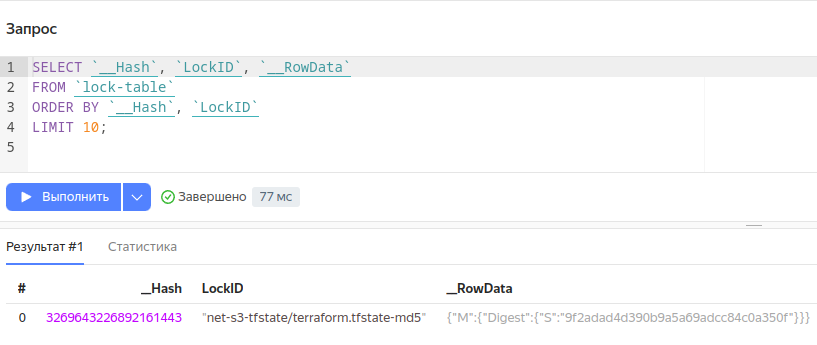 Запрос
1 SELECT `__Hash`, `LockID`, `__RowData`
2 FROM `lock-table`
3 ORDER BY `__Hash`, `LockID`
4 LIMIT 10;
5
Выполнить Завершено 77 мс
Результат #1 Статистика
# __Hash LockID __RowData
0 3269643226892161443 "net-s3-tfstate/terraform.tfstate-md5" {"M":{"Digest":{"S":"9f2adad4d390b9a5a69adcc84c0a350f"}}}